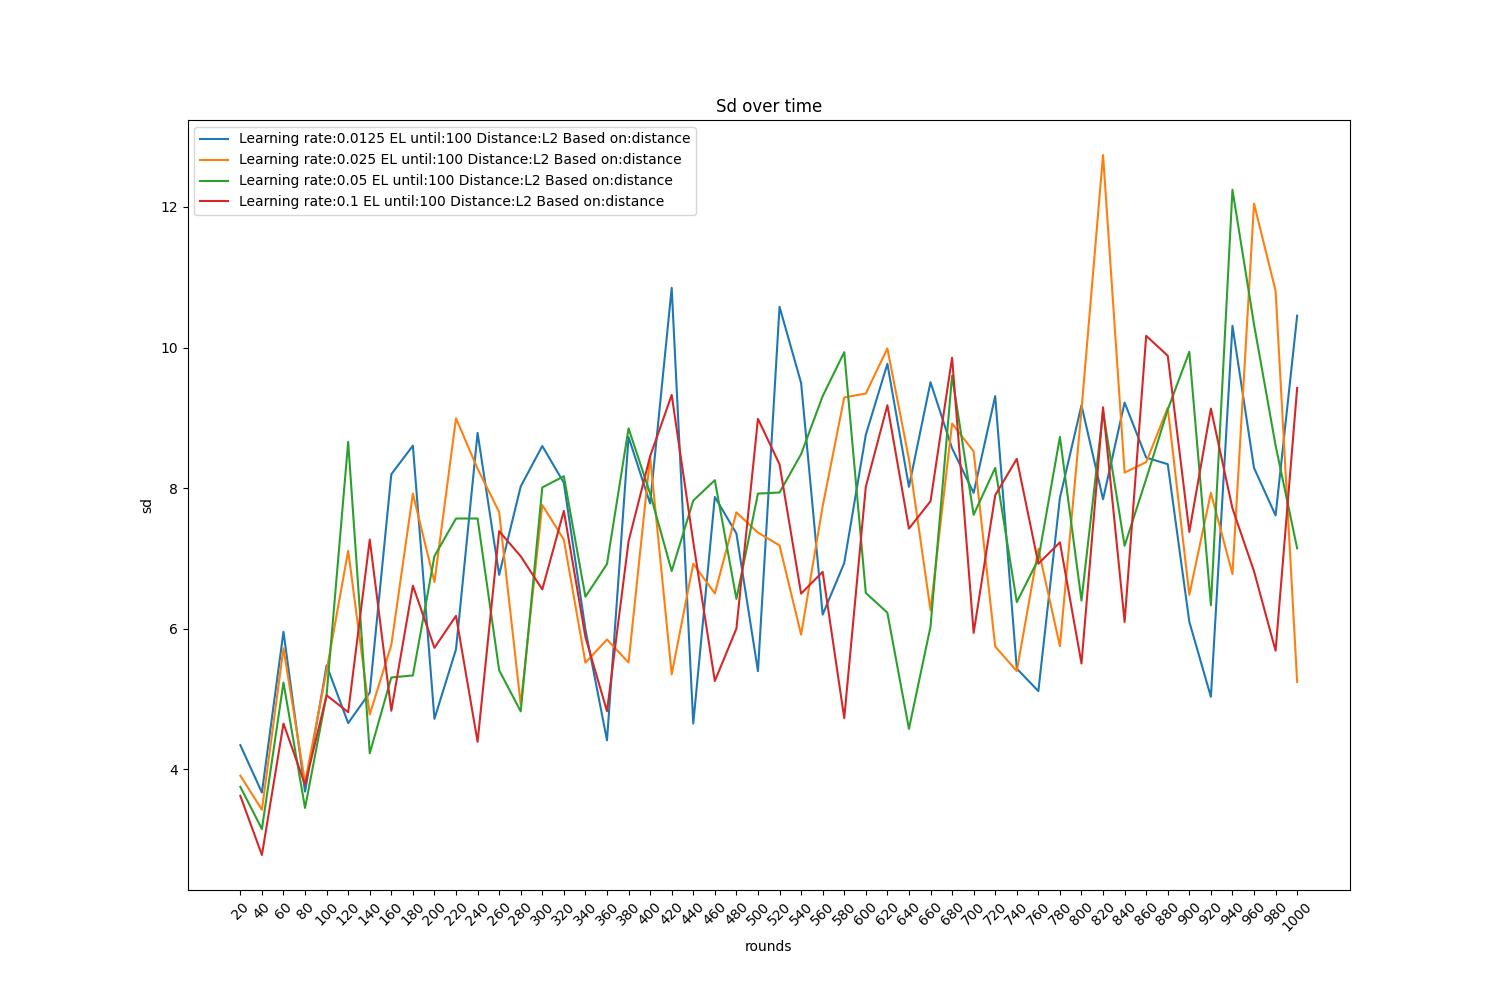 Sd over time
Learning rate:0.0125 EL until:100 Distance:L2 Based on:distance
Learning rate:0.025 EL until:100 Distance:L2 Based on:distance
Learning rate:0.05 EL until:100 Distance:L2 Based on:distance
Learning rate:0.1 EL until:100 Distance:L2 Based on:distance
12
10
8
6
4
sd
20 40 60 80 100 120 140 160 180 200 220 240 260 280 300 320 340 360 380 400 420 440 460 480 500 520 540 560 580 600 620 640 660 680 700 720 740 760 780 800 820 840 860 880 900 920 940 960 980 1000
rounds